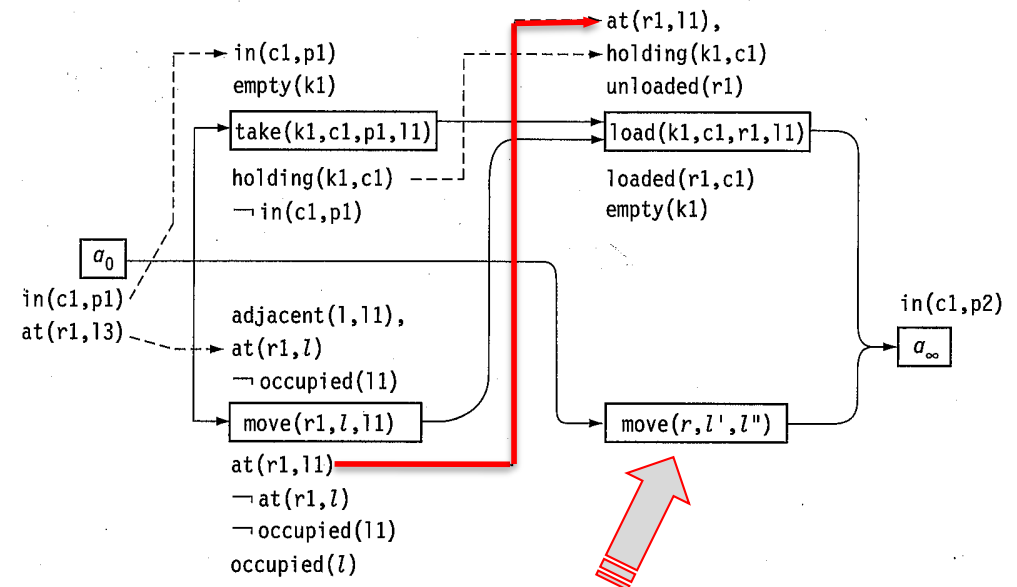 in(c1,p1)
empty(k1)
take(k1,c1,p1,l1)
holding(k1,c1)
¬in(c1,p1)
at(r1,l1),
holding(k1,c1)
unloaded(r1)
load(k1,c1,r1,l1)
loaded(r1,c1)
empty(k1)
a₀
in(c1,p1)
at(r1,l3)
adjacent(l,l1),
at(r1,l)
¬occupied(l1)
move(r1,l,l1)
at(r1,l1)
¬at(r1,l)
¬occupied(l1)
occupied(l)
move(r,l',l")
in(c1,p2)
a∞